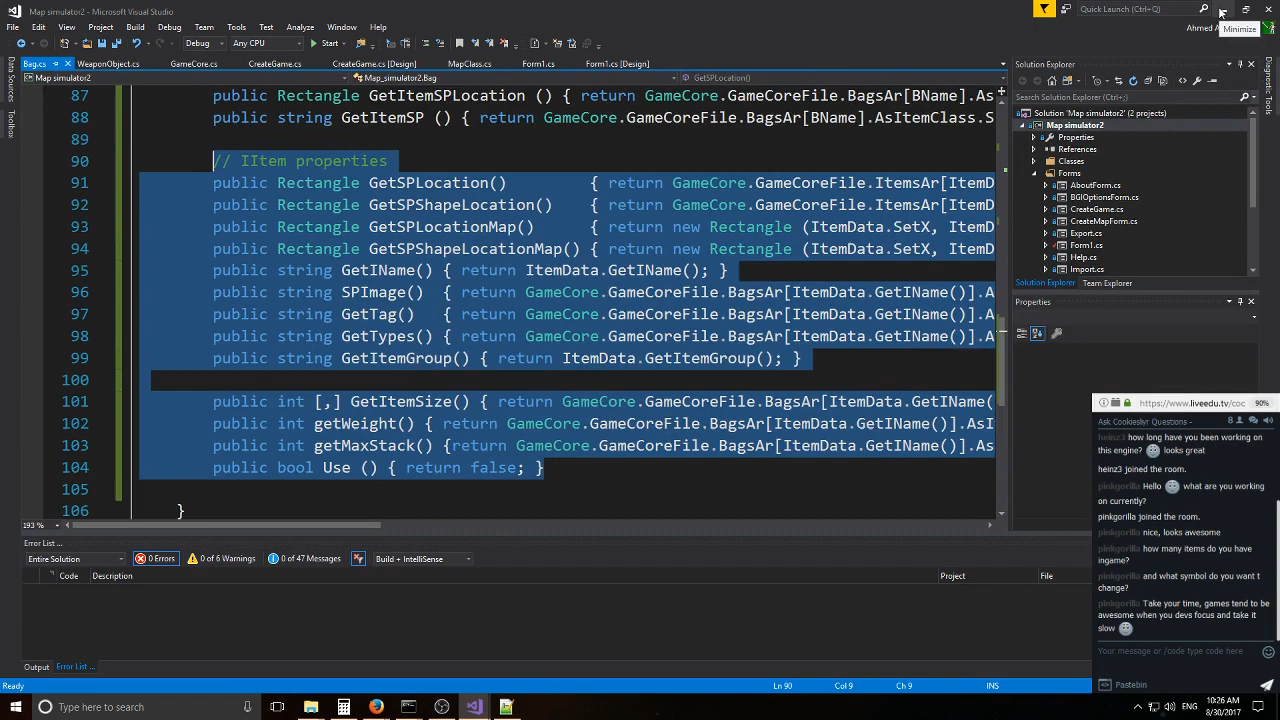 Map simulator2 - Microsoft Visual Studio
Quick Launch (Ctrl+Q)
File Edit View Project Build Debug Team Tools Architecture Test Analyze Window Help
Minimize
Debug Any CPU Start
Bag.cs WeaponObject.cs GameCore.cs CreateGame.cs CreateGame.cs [Design] MapClass.cs Form1.cs Form1.cs [Design]
Map simulator2 Map_simulator2.Bag GetSPLocation()
87 public Rectangle GetItemSPLocation () { return GameCore.GameCoreFile.BagsAr[BName].As
88 public string GetItemSP () { return GameCore.GameCoreFile.BagsAr[BName].AsItemClass.S
89
90 // IItem properties
91 public Rectangle GetSPLocation() { return GameCore.GameCoreFile.ItemsAr[ItemD
92 public Rectangle GetSPShapeLocation() { return GameCore.GameCoreFile.ItemsAr[ItemD
93 public Rectangle GetSPLocationMap() { return new Rectangle (ItemData.SetX,
94 public Rectangle GetSPShapeLocationMap() { return new Rectangle (ItemData.SetX,
95 public string GetIName() { return ItemData.GetIName(); }
96 public string SPImage() { return GameCore.GameCoreFile.BagsAr[ItemData.GetIName()].A
97 public string GetTag() { return GameCore.GameCoreFile.BagsAr[ItemData.GetIName()].A
98 public string GetTypes() { return GameCore.GameCoreFile.BagsAr[ItemData.GetIName()].A
99 public string GetItemGroup() { return ItemData.GetItemGroup(); }
100
101 public int [,] GetItemSize() { return GameCore.GameCoreFile.BagsAr[ItemData.GetIName(
102 public int getWeight() { return GameCore.GameCoreFile.BagsAr[ItemData.GetIName()].AsI
103 public int getMaxStack() {return GameCore.GameCoreFile.BagsAr[ItemData.GetIName()].As
104 public bool Use () { return false; }
105
106 }
193 %
Data Sources
Toolbox
Diagnostic Tools
Solution Explorer
Search Solution Explorer (Ctrl+;)
Solution 'Map simulator2' (2 projects)
Map simulator2
Properties
References
Classes
Forms
AboutForm.cs
BGIOptionsForm.cs
CreateGame.cs
CreateMapForm.cs
Export.cs
Form1.cs
Help.cs
Import.cs
Solution Explorer Team Explorer
Properties
Error List ...
Entire Solution 0 Errors 0 of 6 Warnings 0 of 47 Messages Build + IntelliSense
Code Description Project File
Output Error List ...
Ready Ln 90 Col 9 Ch 9 INS
https://www.liveedu.tv/coc 90%
Ask Cookiesliyr Questions - 8
heinz3 how long have you been working on
this engine? looks great
heinz3 joined the room.
pinkgorilla Hello what are you working
on currently?
pinkgorilla joined the room.
pinkgorilla nice, looks awesome
pinkgorilla how many items do you have
ingame?
pinkgorilla and what symbol do you want t
change?
pinkgorilla Take your time, games tend to be
awesome when you devs focus and take it
slow
Your message or /code type code here
Pastebin
Type here to search
ENG
10:26 AM
8/30/2017